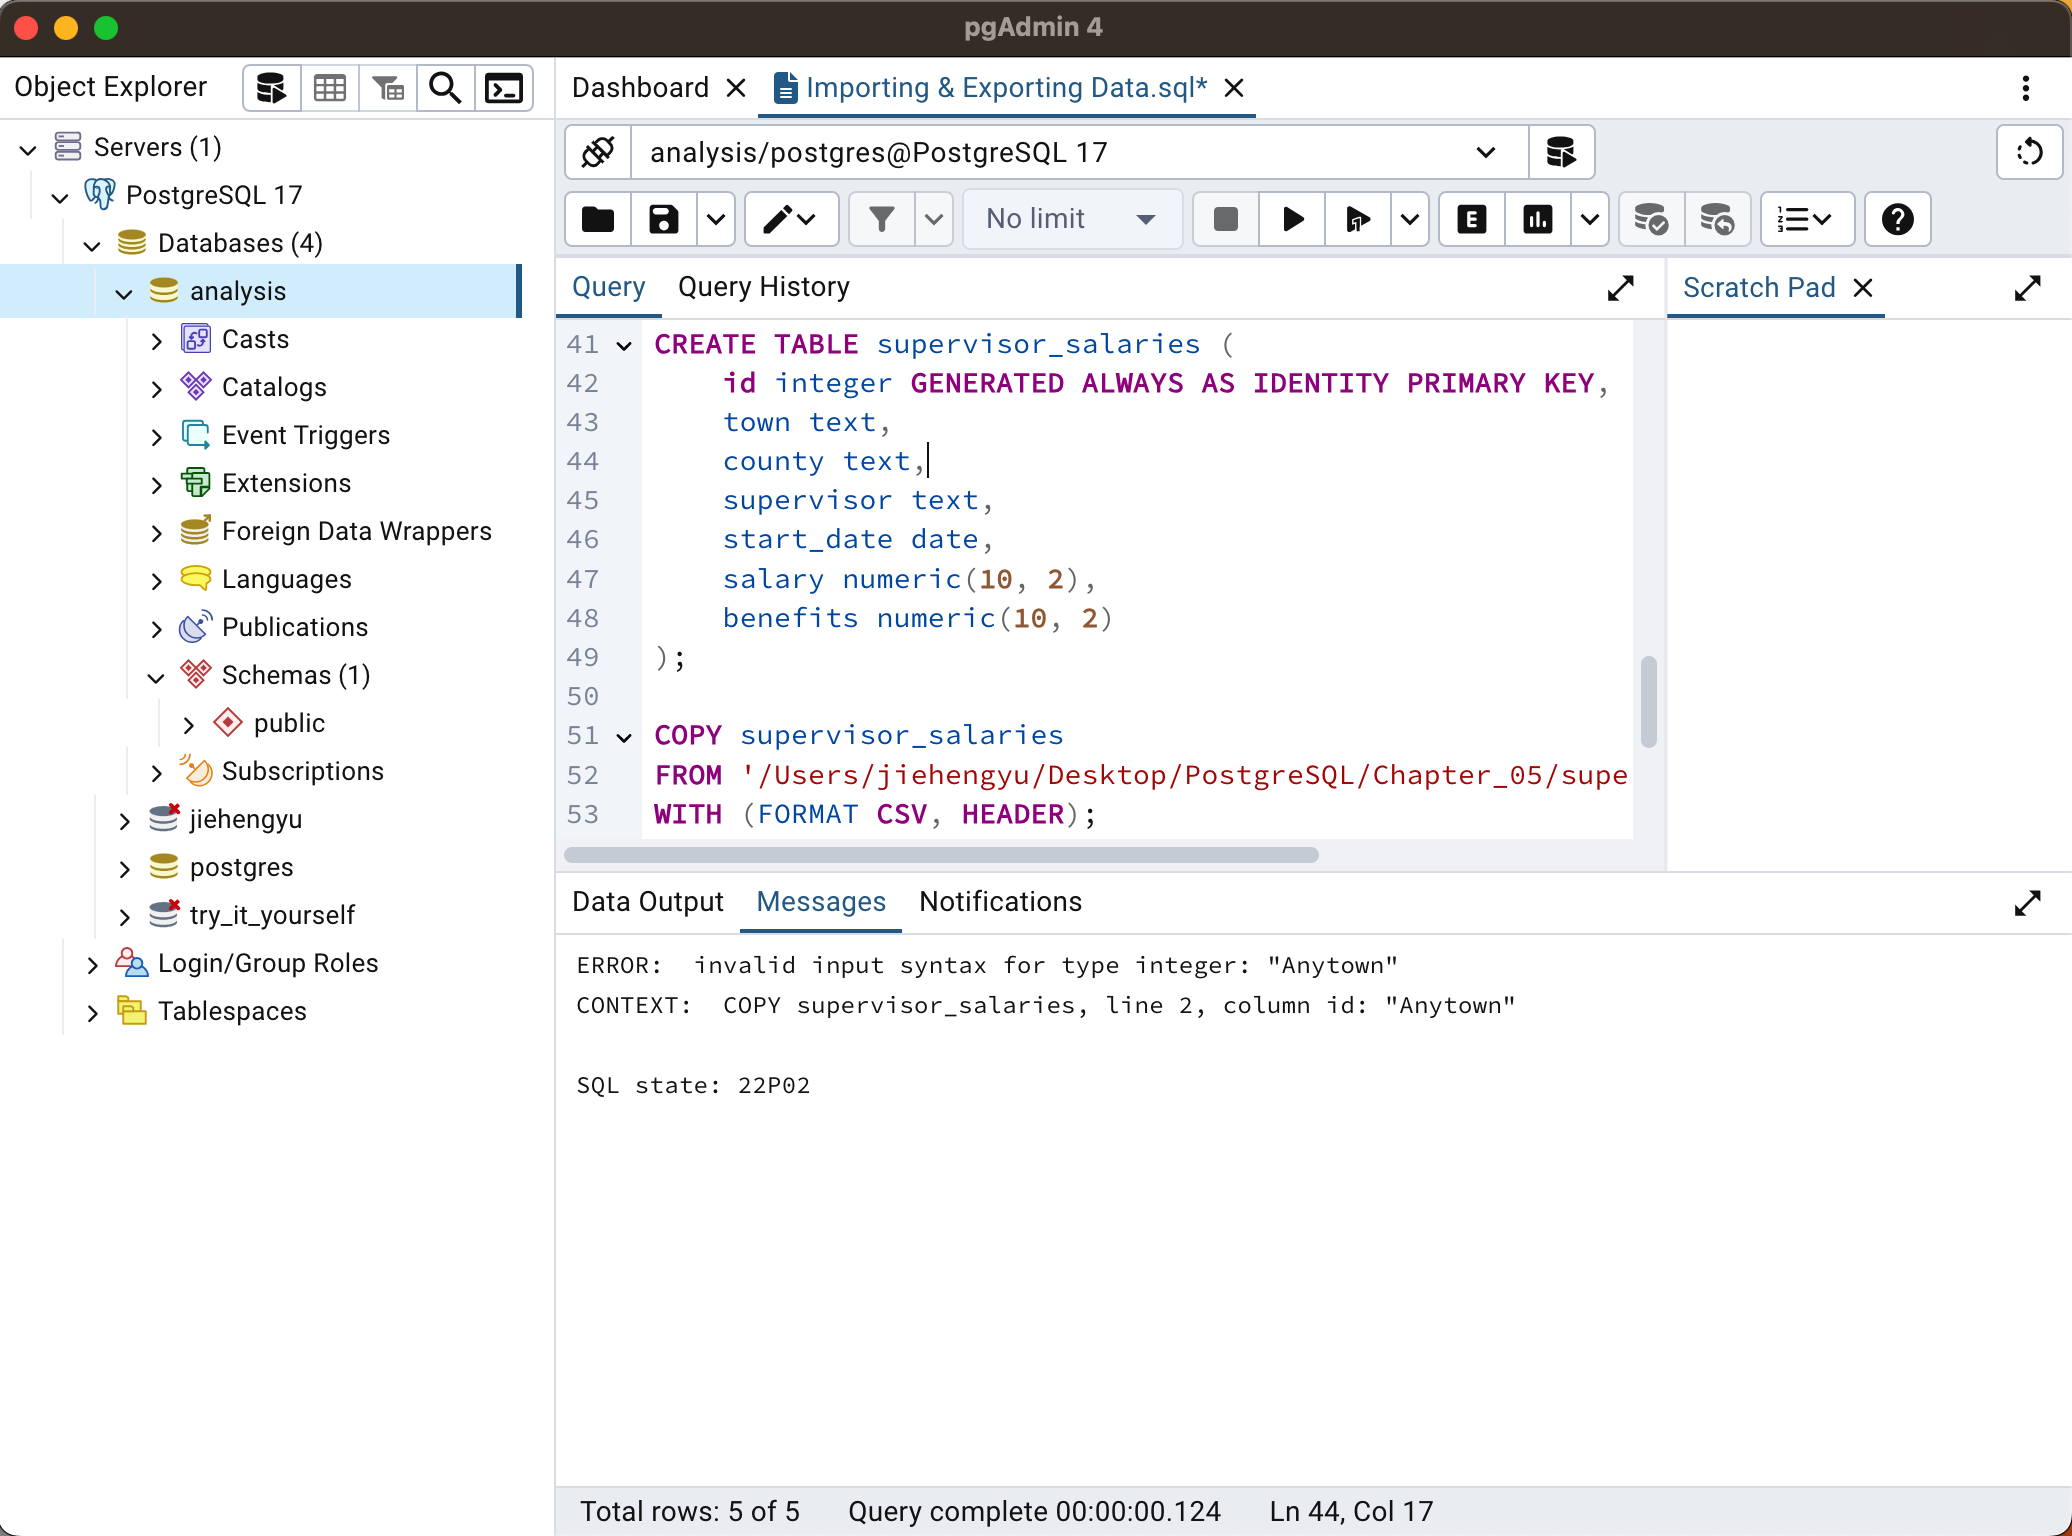 pgAdmin 4
Object Explorer
Servers (1)
PostgreSQL 17
Databases (4)
analysis
Casts
Catalogs
Event Triggers
Extensions
Foreign Data Wrappers
Languages
Publications
Schemas (1)
public
Subscriptions
jiehengyu
postgres
try_it_yourself
Login/Group Roles
Tablespaces
Dashboard
Importing & Exporting Data.sql*
analysis/postgres@PostgreSQL 17
No limit
E
Query
Query History
Scratch Pad
41 CREATE TABLE supervisor_salaries (
42 id integer GENERATED ALWAYS AS IDENTITY PRIMARY KEY,
43 town text,
44 county text,
45 supervisor text,
46 start_date date,
47 salary numeric(10, 2),
48 benefits numeric(10, 2)
49 );
50
51 COPY supervisor_salaries
52 FROM '/Users/jiehengyu/Desktop/PostgreSQL/Chapter_05/supe
53 WITH (FORMAT CSV, HEADER);
Data Output
Messages
Notifications
ERROR:  invalid input syntax for type integer: "Anytown"
CONTEXT:  COPY supervisor_salaries, line 2, column id: "Anytown"
SQL state: 22P02
Total rows: 5 of 5
Query complete 00:00:00.124
Ln 44, Col 17